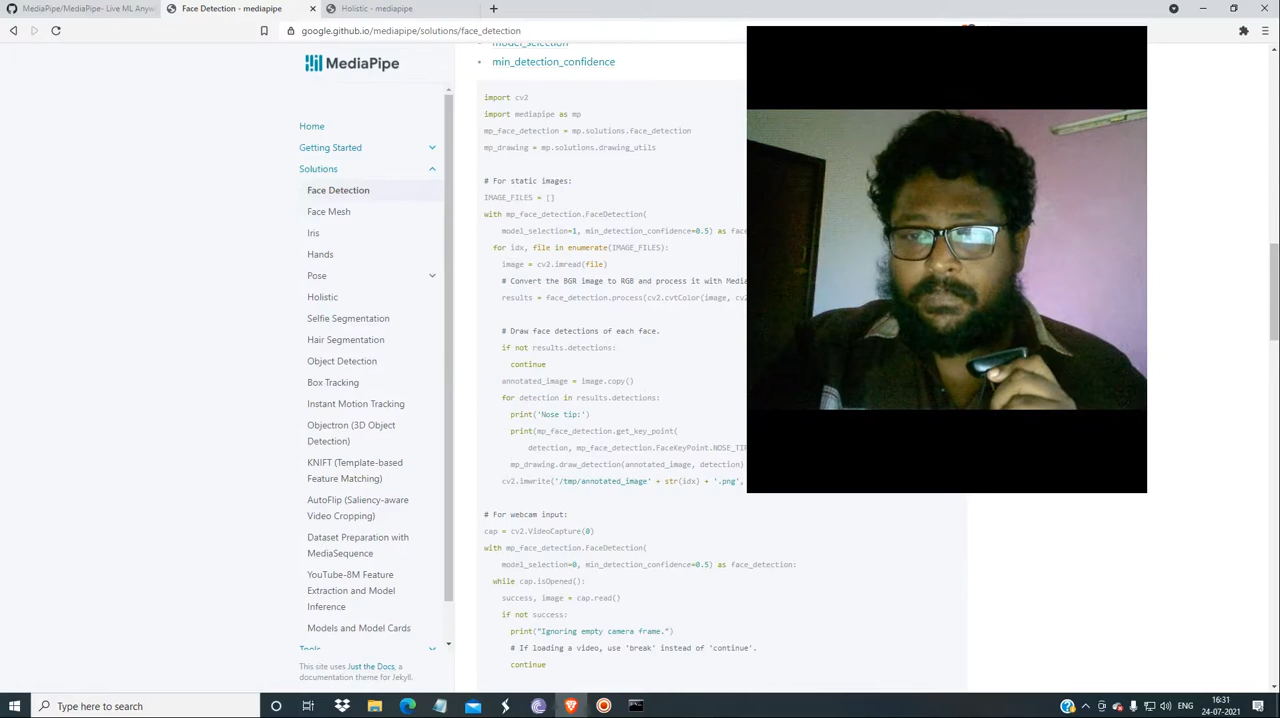 MediaPipe/MediaPipe- Live ML Anyw
Face Detection - mediapipe
Holistic - mediapipe
google.github.io/mediapipe/solutions/face_detection
MediaPipe
Home
Getting Started
Solutions
Face Detection
Face Mesh
Iris
Hands
Pose
Holistic
Selfie Segmentation
Hair Segmentation
Object Detection
Box Tracking
Instant Motion Tracking
Objectron (3D Object
Detection)
KNIFT (Template-based
Feature Matching)
AutoFlip (Saliency-aware
Video Cropping)
Dataset Preparation with
MediaSequence
YouTube-8M Feature
Extraction and Model
Inference
Models and Model Cards
Tools
This site uses Just the Docs, a
documentation theme for Jekyll.
model_selection
min_detection_confidence
import cv2
import mediapipe as mp
mp_face_detection = mp.solutions.face_detection
mp_drawing = mp.solutions.drawing_utils
# For static images:
IMAGE_FILES = []
with mp_face_detection.FaceDetection(
model_selection=1, min_detection_confidence=0.5) as face
for idx, file in enumerate(IMAGE_FILES):
image = cv2.imread(file)
# Convert the BGR image to RGB and process it with Media
results = face_detection.process(cv2.cvtColor(image, cv2
# Draw face detections of each face.
if not results.detections:
continue
annotated_image = image.copy()
for detection in results.detections:
print('Nose tip:')
print(mp_face_detection.get_key_point(
detection, mp_face_detection.FaceKeyPoint.NOSE_TIP
mp_drawing.draw_detection(annotated_image, detection)
cv2.imwrite('/tmp/annotated_image' + str(idx) + '.png',
# For webcam input:
cap = cv2.VideoCapture(0)
with mp_face_detection.FaceDetection(
model_selection=0, min_detection_confidence=0.5) as face_detection:
while cap.isOpened():
success, image = cap.read()
if not success:
print("Ignoring empty camera frame.")
# If loading a video, use 'break' instead of 'continue'.
continue
Type here to search
ENG
16:31
24-07-2021